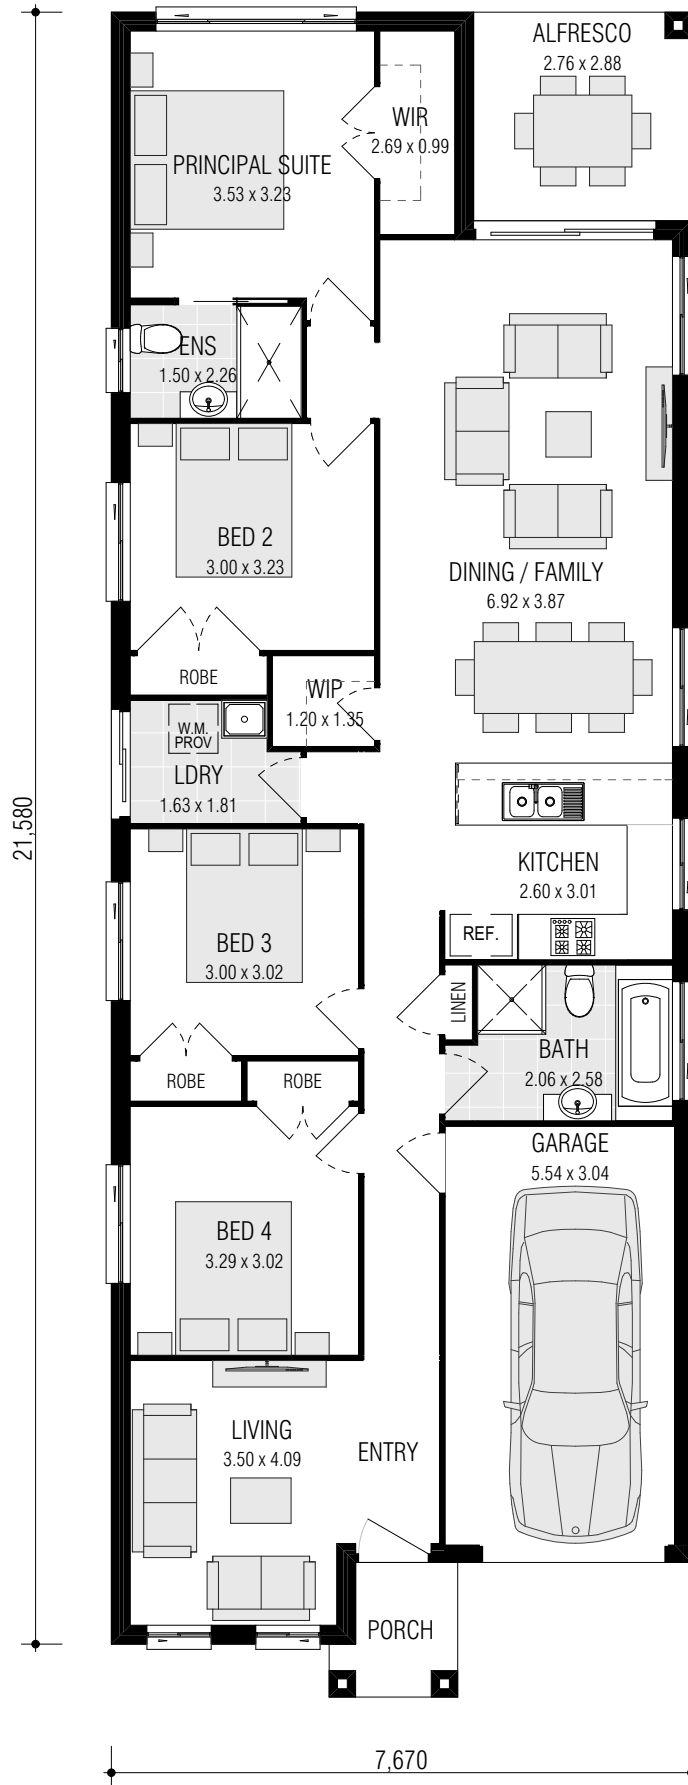 ALFRESCO
2.76 x 2.88
WIR
2.69 x 0.99
PRINCIPAL SUITE
3.53 x 3.23
ENS
1.50 x 2.26
BED 2
3.00 x 3.23
DINING / FAMILY
6.92 x 3.87
ROBE
WIP
1.20 x 1.35
W.M.
PROV
LDRY
1.63 x 1.81
21,580
KITCHEN
2.60 x 3.01
REF.
BED 3
3.00 x 3.02
LINEN
BATH
2.06 x 2.58
ROBE
ROBE
GARAGE
5.54 x 3.04
BED 4
3.29 x 3.02
LIVING
3.50 x 4.09
ENTRY
PORCH
7,670